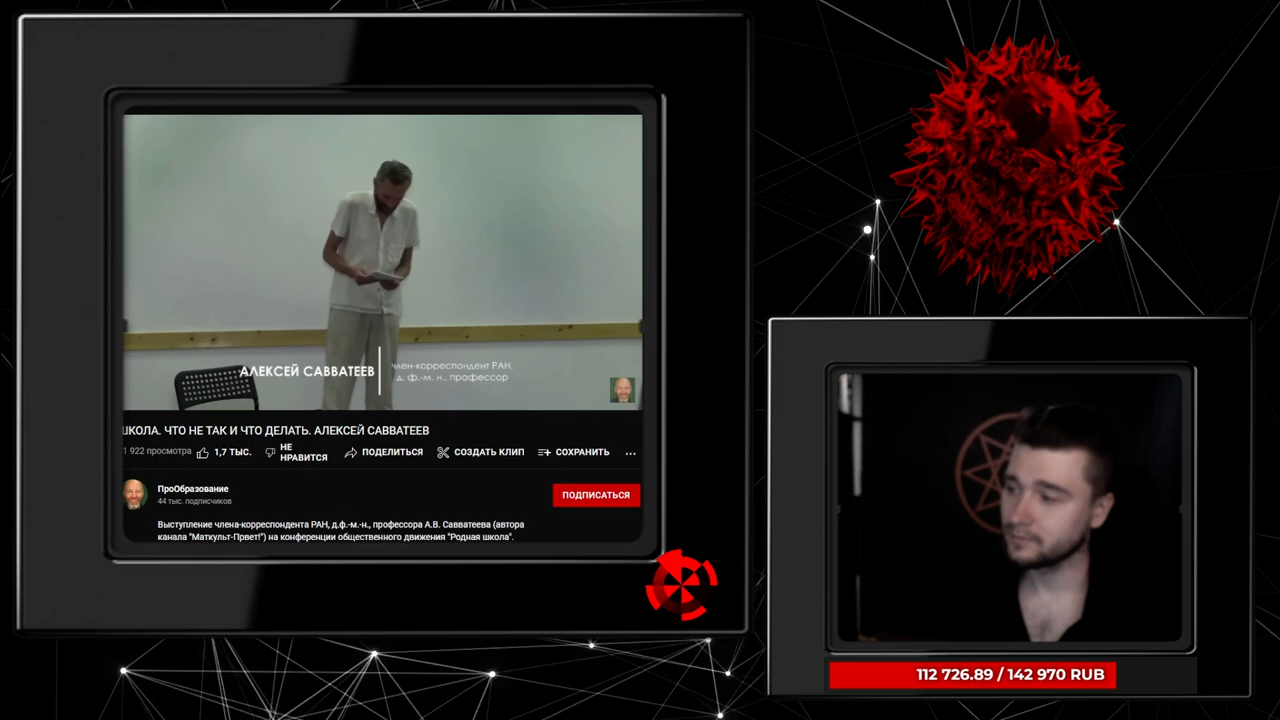 АЛЕКСЕЙ САВВАТЕЕВ
член-корреспондент РАН,
д. ф.-м. н., профессор
ШКОЛА. ЧТО НЕ ТАК И ЧТО ДЕЛАТЬ. АЛЕКСЕЙ САВВАТЕЕВ
1 922 просмотра 1,7 ТЫС. НЕ НРАВИТСЯ ПОДЕЛИТЬСЯ СОЗДАТЬ КЛИП СОХРАНИТЬ ...
ПроОбразование
44 тыс. подписчиков
ПОДПИСАТЬСЯ
Выступление члена-корреспондента РАН, д.ф.-м.-н., профессора А.В. Савватеева (автора
канала "Маткульт-Првет!") на конференции общественного движения "Родная школа".
112 726.89 / 142 970 RUB